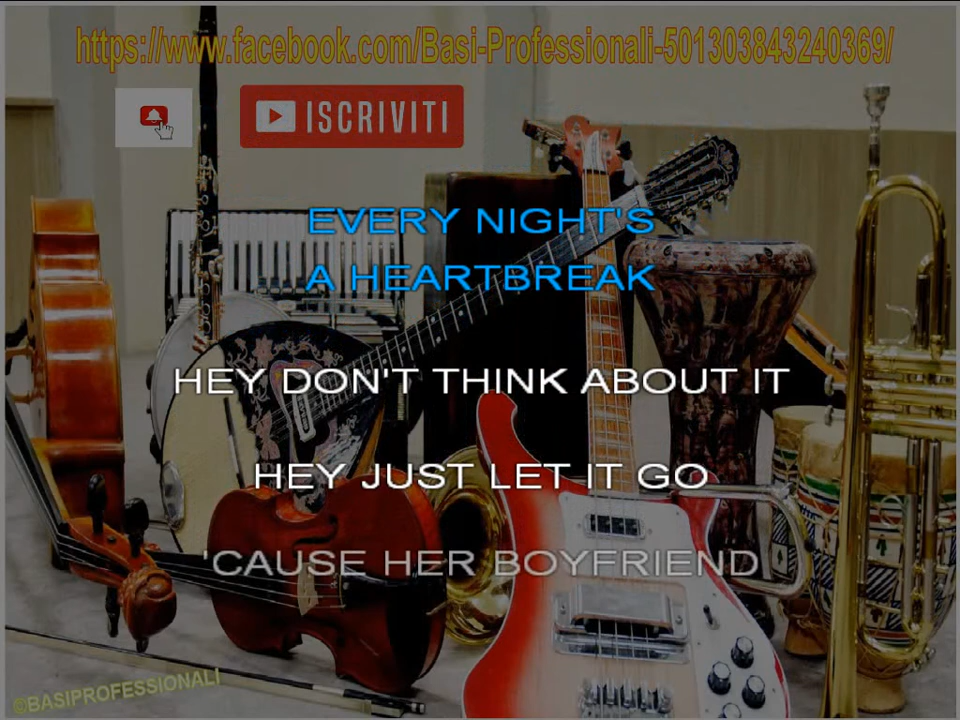 https://www.facebook.com/Basi-Professionali-501303843240369/
ISCRIVITI
EVERY NIGHT'S
A HEARTBREAK
HEY DON'T THINK ABOUT IT
HEY JUST LET IT GO
'CAUSE HER BOYFRIEND
@BASIPROFESSIONALI